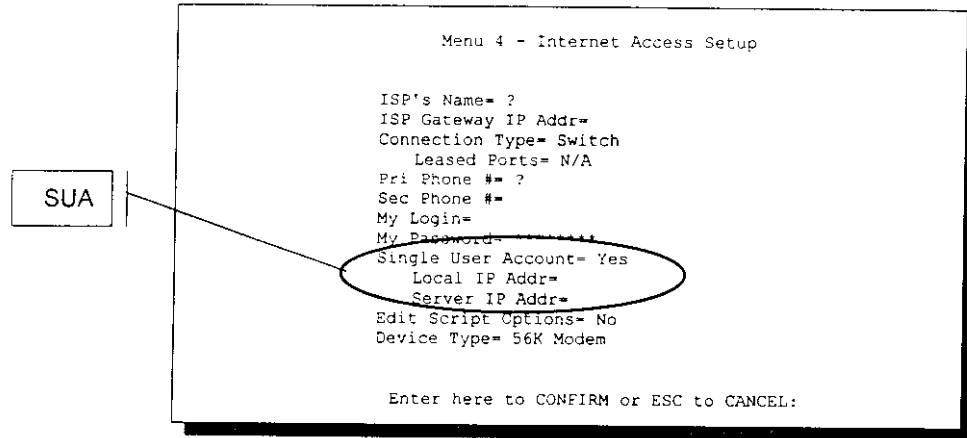 Menu 4 - Internet Access Setup
ISP's Name= ?
ISP Gateway IP Addr=
Connection Type= Switch
Leased Ports= N/A
Pri Phone #= ?
Sec Phone #=
My Login=
My Password= ********
SUA
Single User Account= Yes
Local IP Addr=
Server IP Addr=
Edit Script Options= No
Device Type= 56K Modem
Enter here to CONFIRM or ESC to CANCEL: